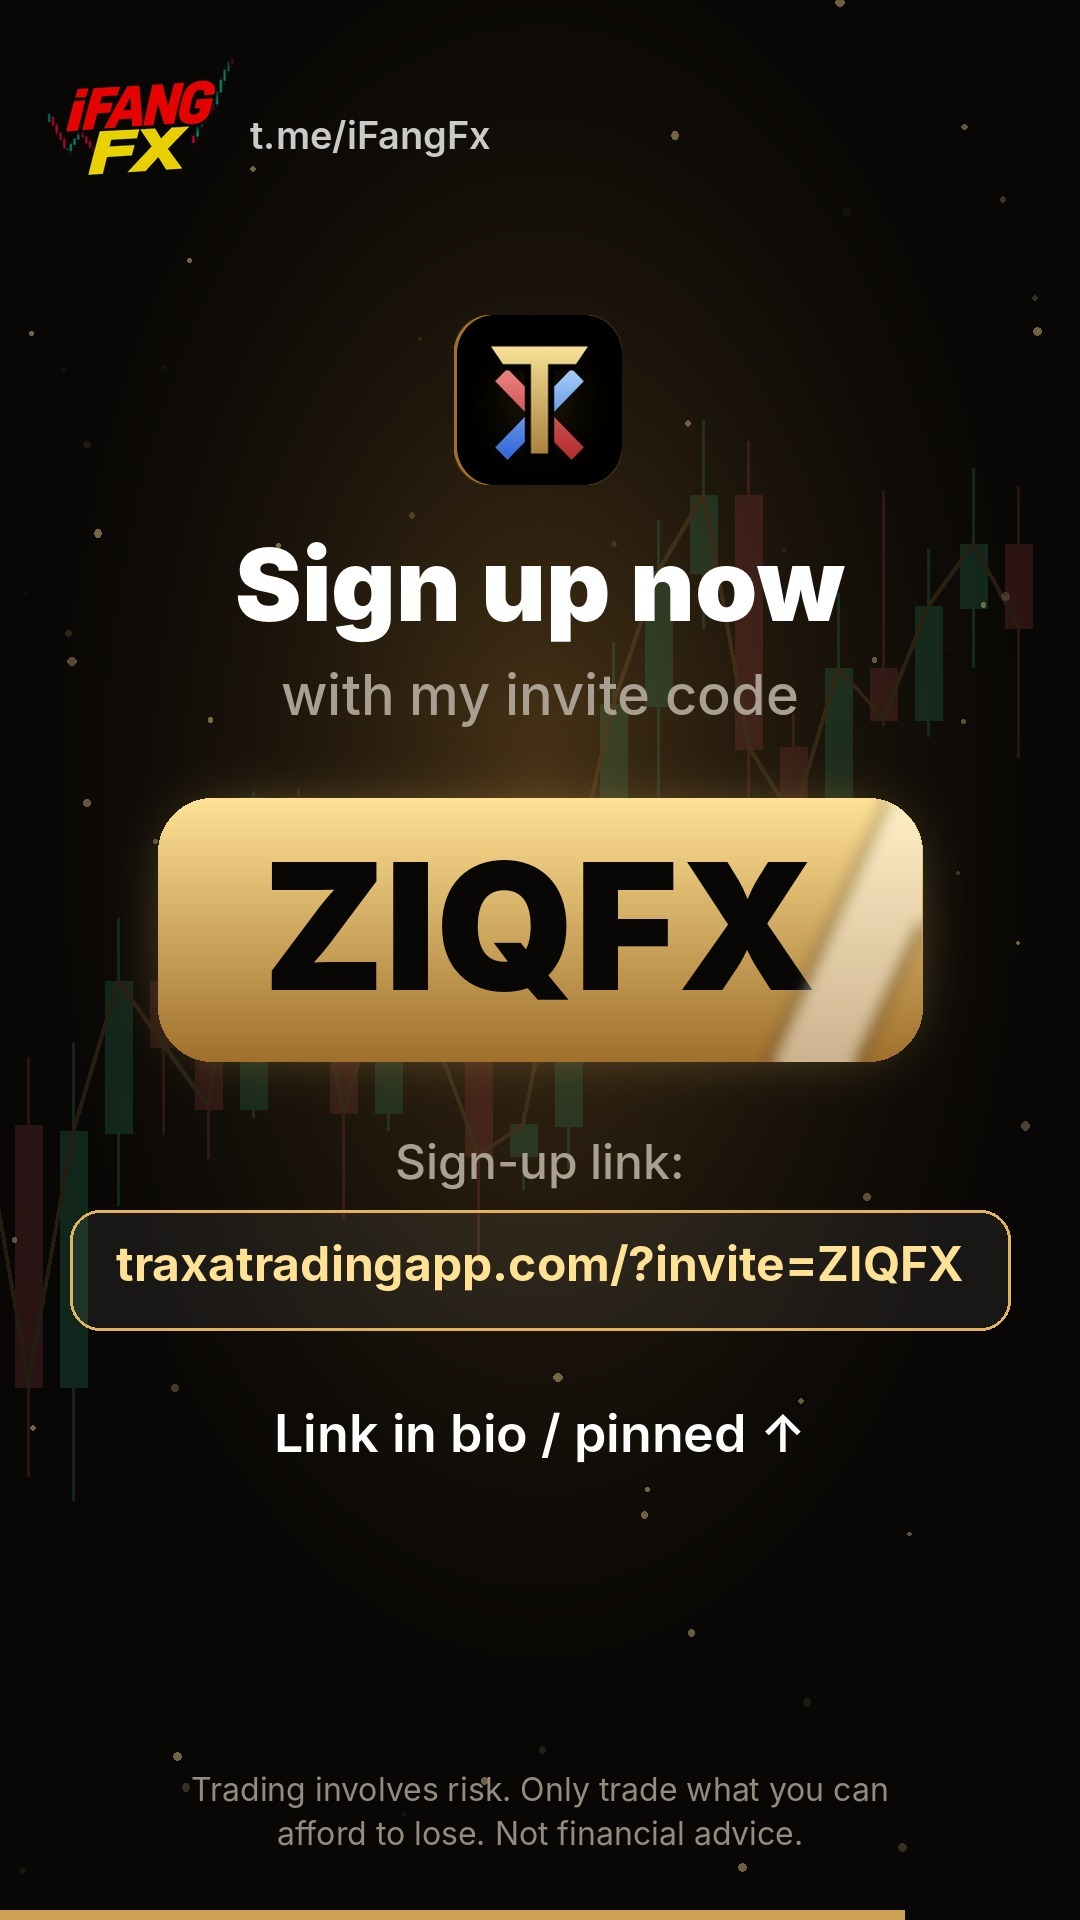 iFANG
FX
t.me/iFangFx
T
Sign up now
with my invite code
ZIQFX
Sign-up link:
traxatradingapp.com/?invite=ZIQFX
Link in bio / pinned ↑
Trading involves risk. Only trade what you can
afford to lose. Not financial advice.